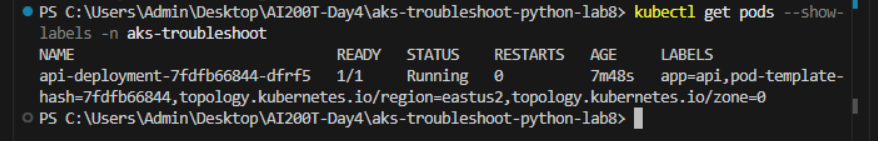 PS C:\Users\Admin\Desktop\AI200T-Day4\aks-troubleshoot-python-lab8> kubectl get pods --show-
labels -n aks-troubleshoot
NAME READY STATUS RESTARTS AGE LABELS
api-deployment-7fdfb66844-dfrf5 1/1 Running 0 7m48s app=api,pod-template-
hash=7fdfb66844,topology.kubernetes.io/region=eastus2,topology.kubernetes.io/zone=0
PS C:\Users\Admin\Desktop\AI200T-Day4\aks-troubleshoot-python-lab8>